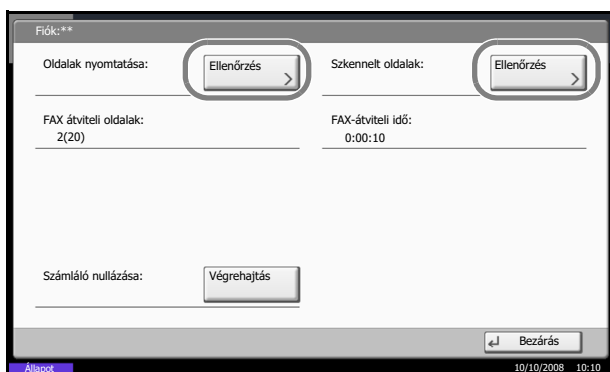 Fiók:**
Oldalak nyomtatása: Ellenőrzés Szkennelt oldalak: Ellenőrzés
FAX átviteli oldalak: FAX-átviteli idő:
2(20) 0:00:10
Számláló nullázása: Végrehajtás
Bezárás
Állapot 10/10/2008 10:10